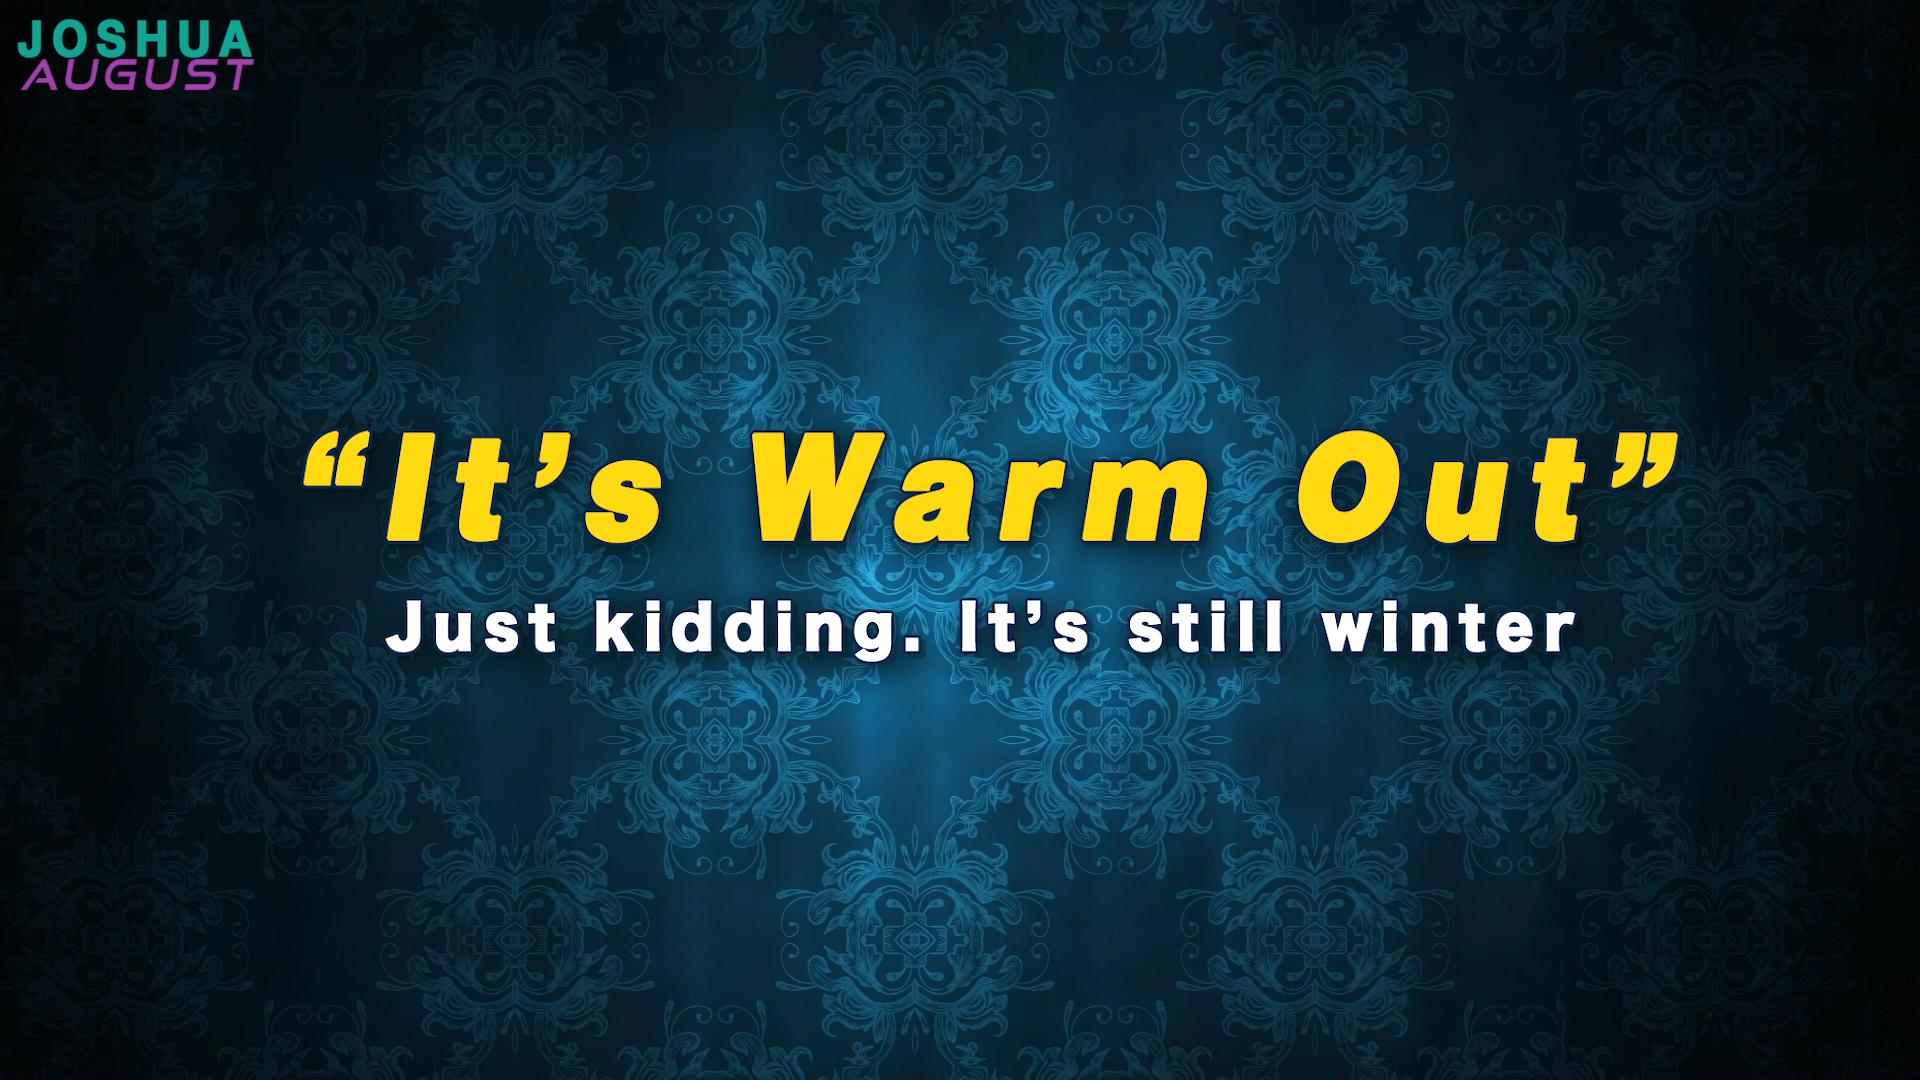 JOSHUA
AUGUST
“It’s Warm Out”
Just kidding. It’s still winter